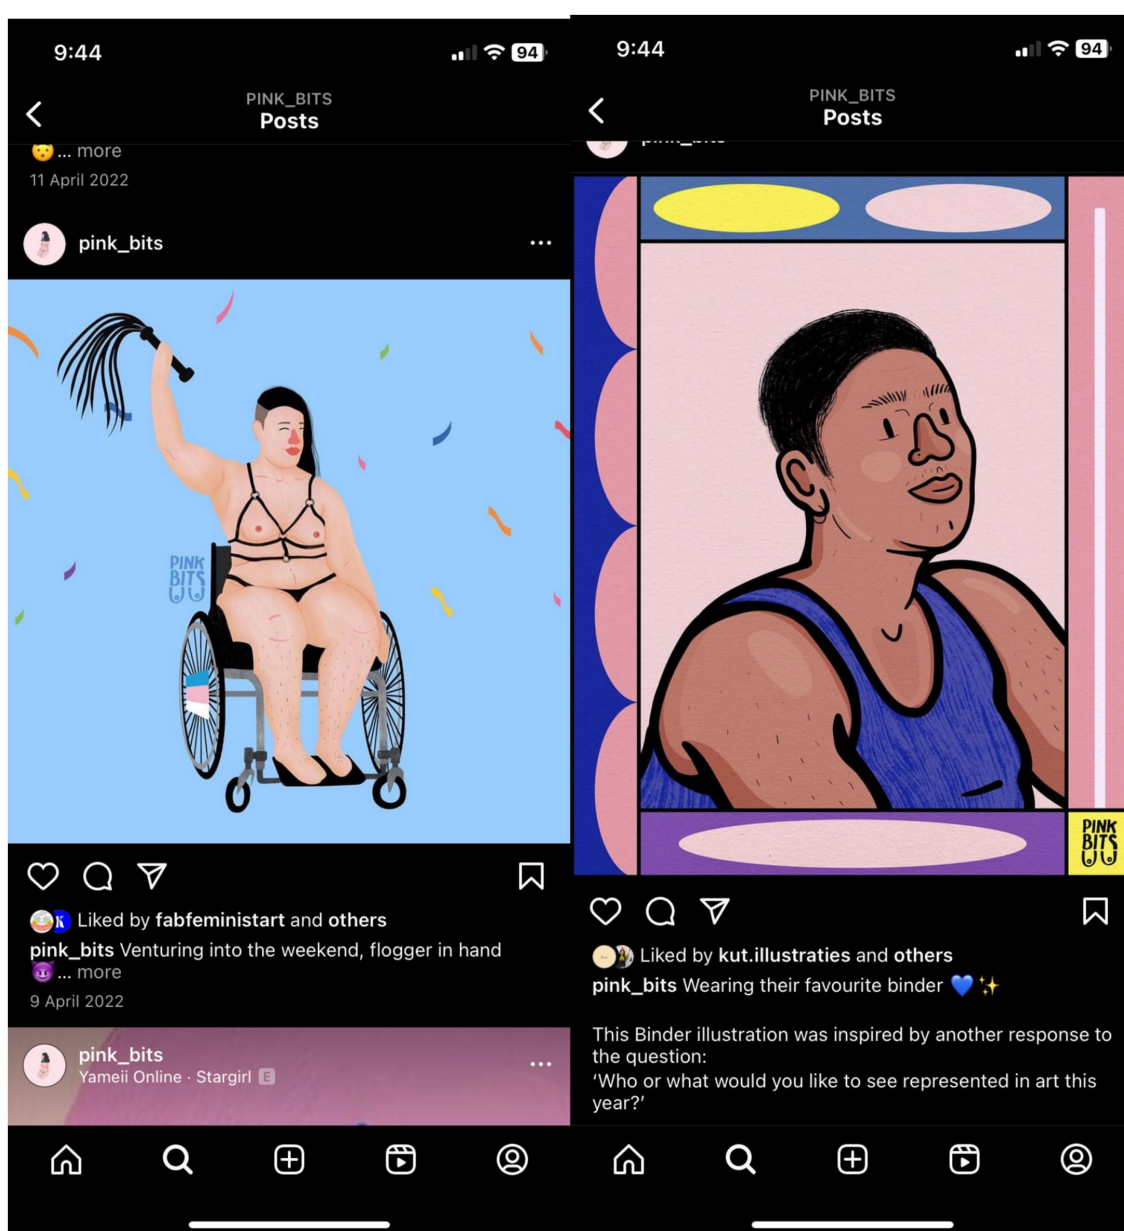 9:44
94
PINK_BITS
Posts
... more
11 April 2022
pink_bits
PINK
BITS
Liked by fabfeministart and others
pink_bits Venturing into the weekend, flogger in hand
... more
9 April 2022
pink_bits
Yameii Online · Stargirl E
9:44
94
PINK_BITS
Posts
pink_bits
PINK
BITS
Liked by kut.illustraties and others
pink_bits Wearing their favourite binder
This Binder illustration was inspired by another response to
the question:
‘Who or what would you like to see represented in art this
year?’